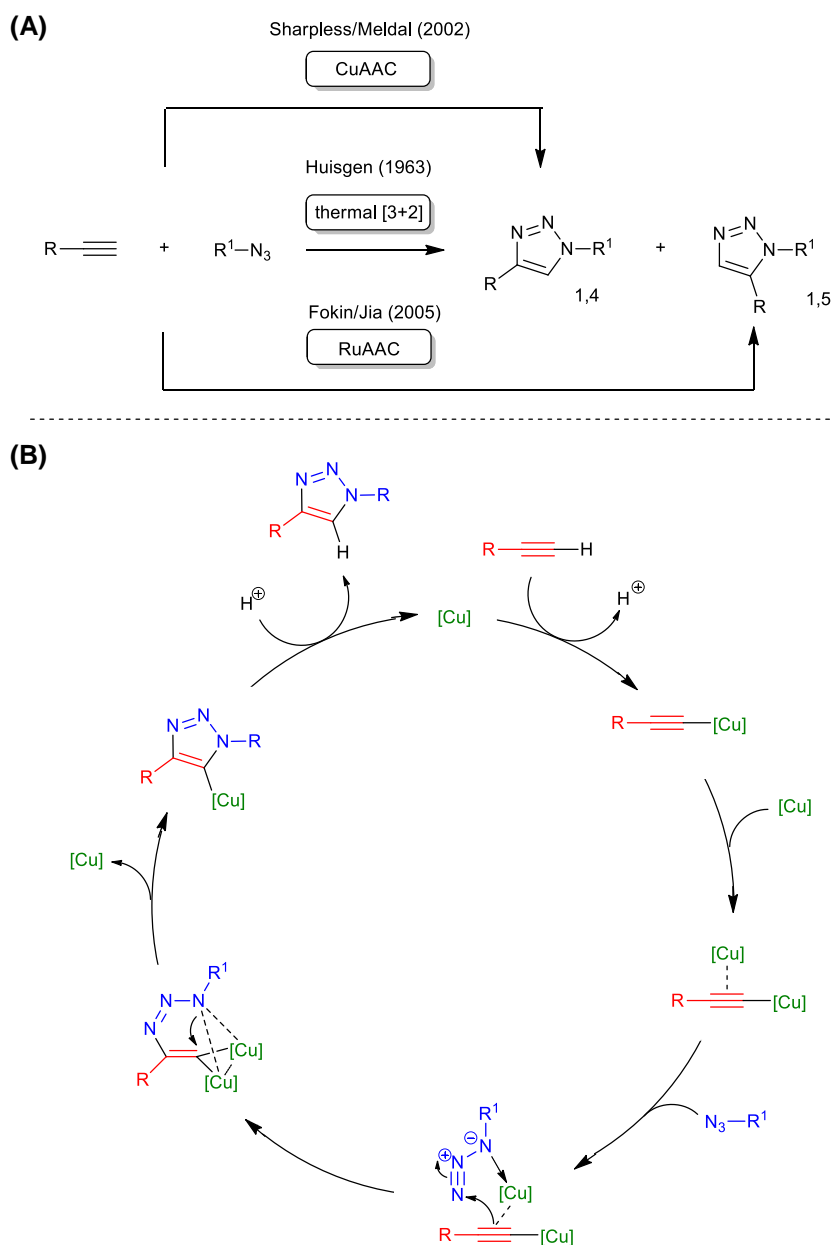 (A)
Sharpless/Meldal (2002)
CuAAC
Huisgen (1963)
thermal [3+2]
R
+
R¹–N₃
N
N
N
R¹
R
1,4
+
N
N
N
R¹
R
1,5
Fokin/Jia (2005)
RuAAC
(B)
N
N
N
R
R
H
R
H
H⊕
[Cu]
H⊕
R
[Cu]
N
N
N
R
R
[Cu]
[Cu]
[Cu]
[Cu]
R
[Cu]
R¹
N
N
N
[Cu]
[Cu]
R
N₃–R¹
R¹
⊖
N
⊕
N
N
[Cu]
R
[Cu]